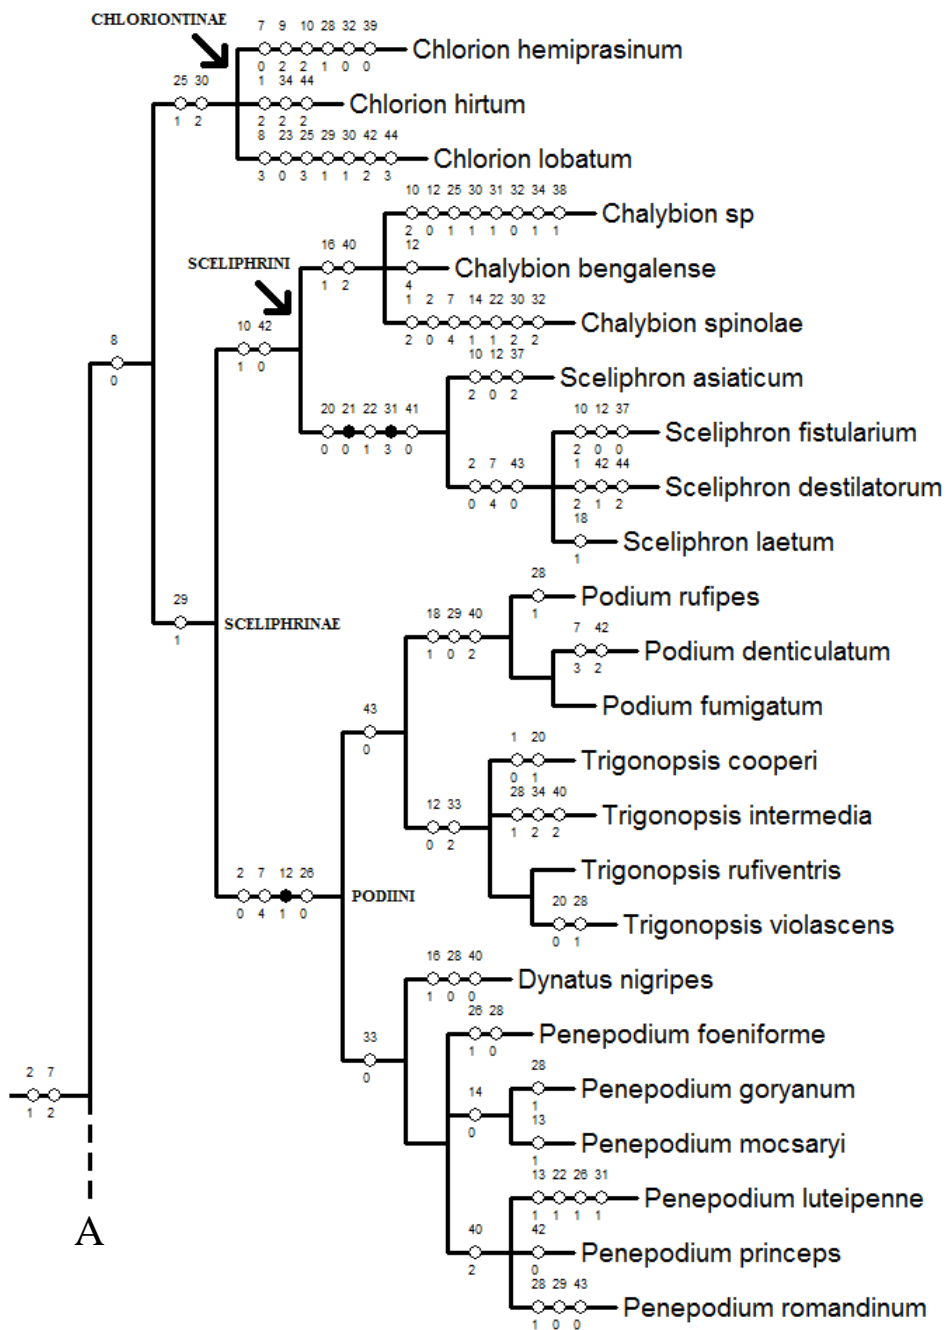 CHLORIONTINAE
7 9 10 28 32 39
Chlorion hemiprasinum
0 2 2 1 0 0
25 30
1 2
1 34 44
Chlorion hirtum
2 2 2
8 23 25 29 30 42 44
Chlorion lobatum
3 0 3 1 1 2 3
10 12 25 30 31 32 34 38
Chalybion sp
2 0 1 1 1 0 1 1
SCELIPHRINI
16 40
1 2
12
Chalybion bengalense
4
1 2 7 14 22 30 32
Chalybion spinolae
2 0 4 1 1 2 2
8
0
10 42
1 0
10 12 37
Sceliphron asiaticum
2 0 2
20 21 22 31 41
0 0 1 3 0
10 12 37
Sceliphron fistularium
2 0 0
2 7 43
0 4 0
1 42 44
Sceliphron destilatorum
2 1 2
18
Sceliphron laetum
1
29
1
SCELIPHRINAE
28
Podium rufipes
1
18 29 40
1 0 2
7 42
Podium denticulatum
3 2
Podium fumigatum
43
0
1 20
Trigonopsis cooperi
0 1
28 34 40
Trigonopsis intermedia
1 2 2
12 33
0 2
Trigonopsis rufiventris
20 28
Trigonopsis violascens
0 1
2 7 12 26
0 4 1 0
PODIINI
16 28 40
Dynatus nigripes
1 0 0
26 28
Penepodium foeniforme
1 0
33
0
28
Penepodium goryanum
1
14
0
13
Penepodium mocsaryi
1
13 22 26 31
Penepodium luteipenne
1 1 1 1
40
2
42
Penepodium princeps
0
28 29 43
Penepodium romandinum
1 0 0
2 7
1 2
A